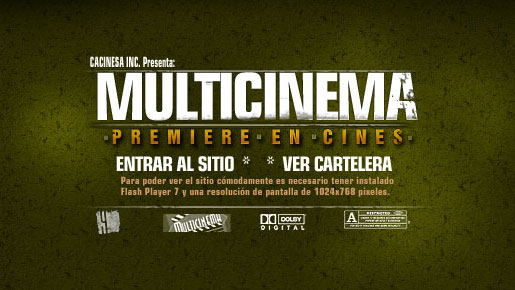 CACINESA INC. Presenta:
MULTICINEMA
PREMIERE EN CINES
ENTRAR AL SITIO * * VER CARTELERA
Para poder ver el sitio cómodamente es necesario tener instalado
Flash Player 7 y una resolución de pantalla de 1024x768 pixeles.
MULTICINEMA
DOLBY
DIGITAL
A
RESTRICTED